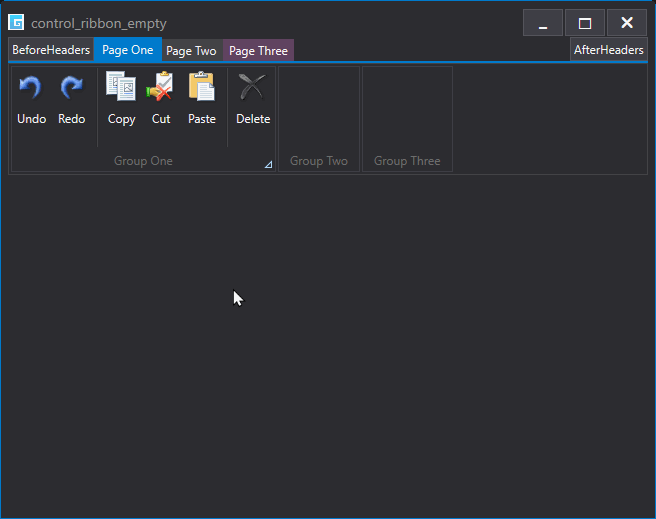 control_ribbon_empty
BeforeHeaders Page One Page Two Page Three AfterHeaders
Undo Redo Copy Cut Paste Delete
Group One Group Two Group Three